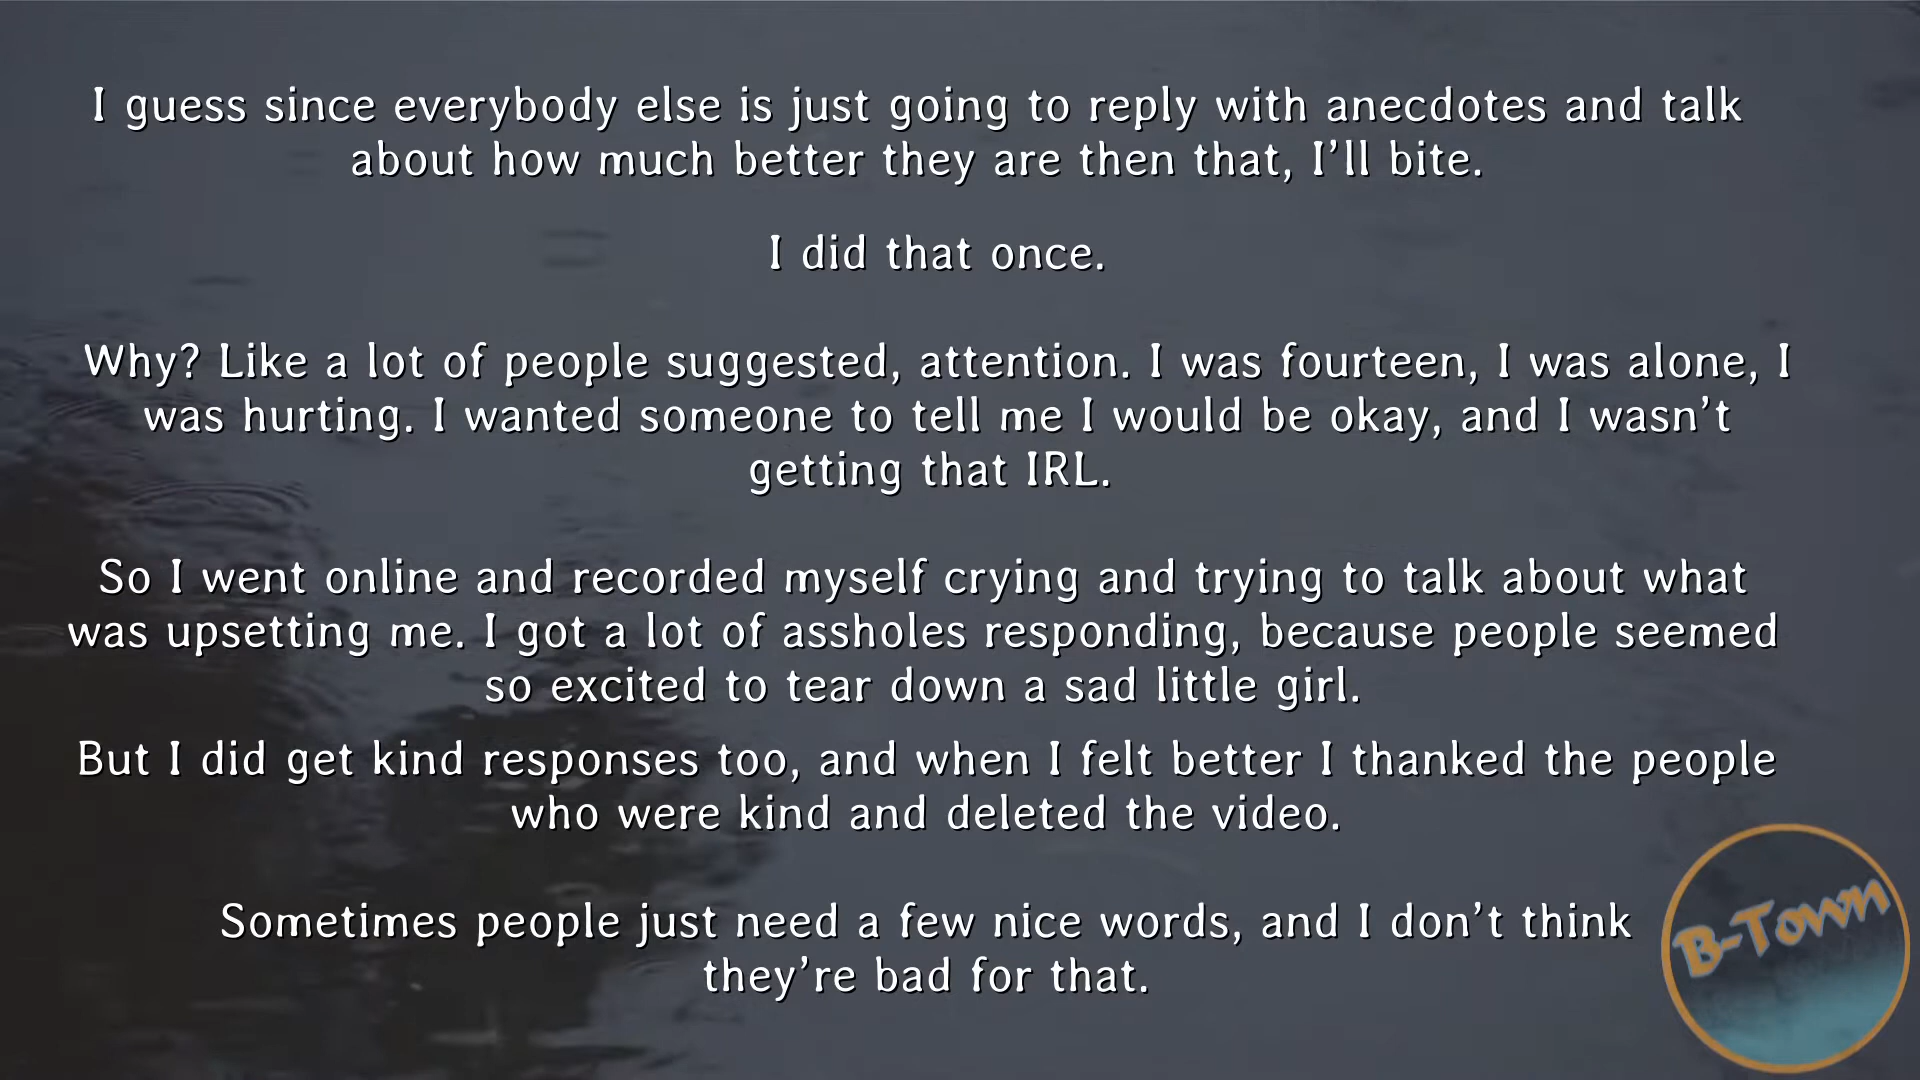 I guess since everybody else is just going to reply with anecdotes and talk
about how much better they are then that, I’ll bite.
I did that once.
Why? Like a lot of people suggested, attention. I was fourteen, I was alone, I
was hurting. I wanted someone to tell me I would be okay, and I wasn’t
getting that IRL.
So I went online and recorded myself crying and trying to talk about what
was upsetting me. I got a lot of assholes responding, because people seemed
so excited to tear down a sad little girl.
But I did get kind responses too, and when I felt better I thanked the people
who were kind and deleted the video.
Sometimes people just need a few nice words, and I don’t think
they’re bad for that.
B-Town